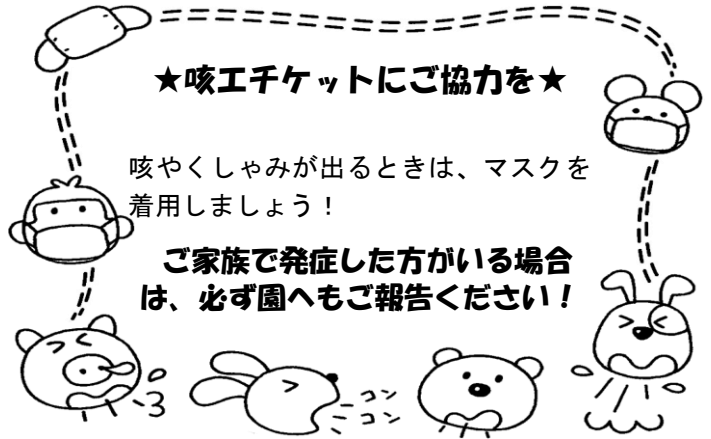 ★咳エチケットにご協力を★
咳やくしゃみが出るときは、マスクを
着用しましょう！
ご家族で発症した方がいる場合
は、必ず園へもご報告ください！
コン
コン